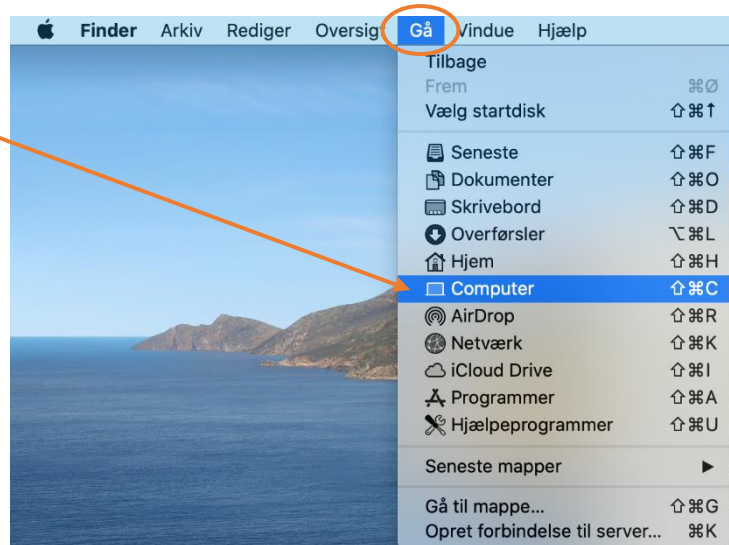 Finder Arkiv Rediger Oversigt Gå Vindue Hjælp
Tilbage
Frem ⌘Ø
Vælg startdisk ⇧⌘↑
Seneste ⇧⌘F
Dokumenter ⇧⌘O
Skrivebord ⇧⌘D
Overførsler ⌥⌘L
Hjem ⇧⌘H
Computer ⇧⌘C
AirDrop ⇧⌘R
Netværk ⇧⌘K
iCloud Drive ⇧⌘I
Programmer ⇧⌘A
Hjælpeprogrammer ⇧⌘U
Seneste mapper ▶
Gå til mappe... ⇧⌘G
Opret forbindelse til server... ⌘K